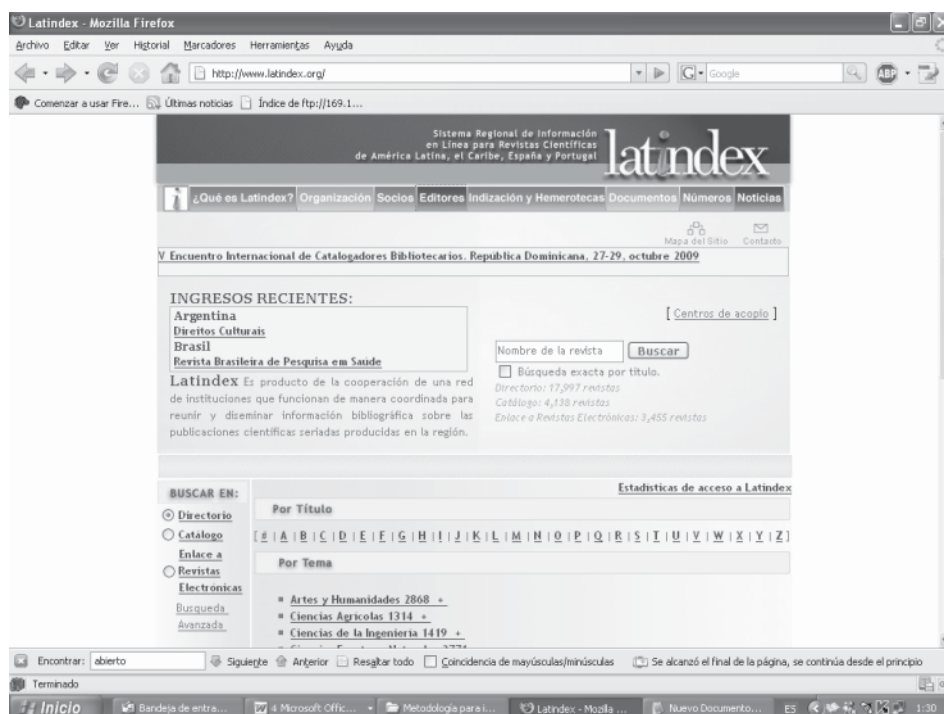 Latindex - Mozilla Firefox
Archivo Editar Ver Historial Marcadores Herramientas Ayuda
http://www.latindex.org/
G Google
ABP
Comenzar a usar Fire... Últimas noticias Índice de ftp://169.1...
Sistema Regional de Información
en Línea para Revistas Científicas
de América Latina, el Caribe, España y Portugal
latindex
¿Qué es Latindex? Organización Socios Editores Indización y Hemerotecas Documentos Números Noticias
Mapa del Sitio Contacto
V Encuentro Internacional de Catalogadores Bibliotecarios. República Dominicana, 27-29, octubre 2009
INGRESOS RECIENTES:
Argentina
Direitos Culturais
Brasil
Revista Brasileira de Pesquisa em Saúde
Latindex Es producto de la cooperación de una red
de instituciones que funcionan de manera coordinada para
reunir y diseminar información bibliográfica sobre las
publicaciones científicas seriadas producidas en la región.
[ Centros de acopio ]
Nombre de la revista Buscar
Búsqueda exacta por título.
Directorio: 17,997 revistas
Catálogo: 4,138 revistas
Enlace a Revistas Electrónicas: 3,455 revistas
Estadísticas de acceso a Latindex
BUSCAR EN:
Directorio
Catálogo
Enlace a
Revistas
Electrónicas
Busqueda
Avanzada
Por Título
[ # | A | B | C | D | E | F | G | H | I | J | K | L | M | N | O | P | Q | R | S | T | U | V | W | X | Y | Z ]
Por Tema
Artes y Humanidades 2868 +
Ciencias Agrícolas 1314 +
Ciencias de la Ingeniería 1419 +
Encontrar: abierto Siguiente Anterior Resaltar todo Coincidencia de mayúsculas/minúsculas Se alcanzó el final de la página, se continúa desde el principio
Terminado
Inicio Bandeja de entra... 4 Microsoft Offic... Metodología para i... Latindex - Mozilla ... Nuevo Documento... ES 1:30